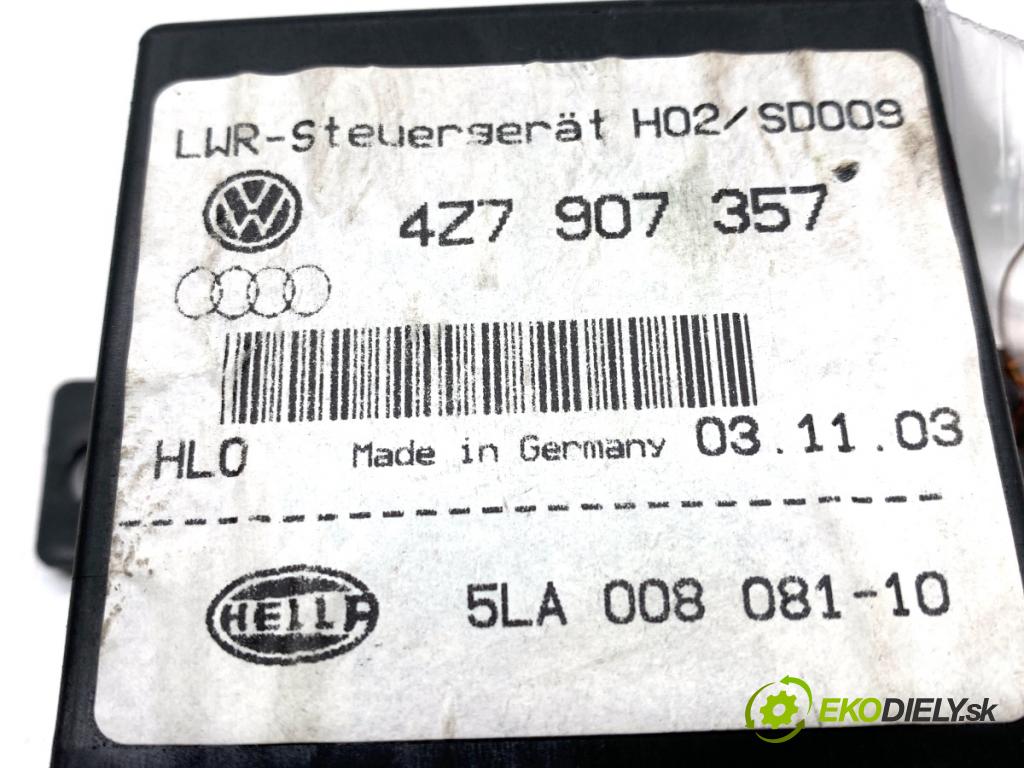 LWR-Steuergerät H02/SD009
4Z7 907 357
HLO Made in Germany 03.11.03
HELLA 5LA 008 081-10
EKODIELY.sk